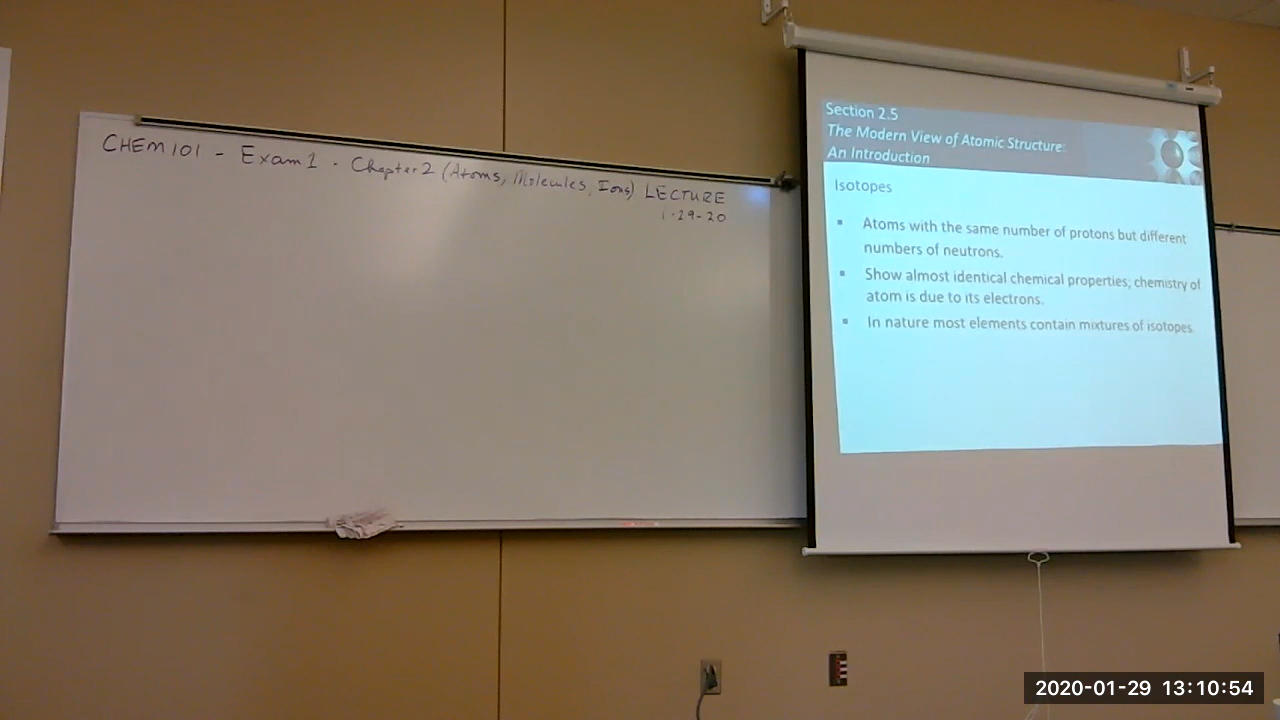 CHEM 101 - Exam 1 - Chapter 2 (Atoms, Molecules, Ions) LECTURE
1-29-20
Section 2.5
The Modern View of Atomic Structure:
An Introduction
Isotopes
▪ Atoms with the same number of protons but different
numbers of neutrons.
▪ Show almost identical chemical properties; chemistry of
atom is due to its electrons.
▪ In nature most elements contain mixtures of isotopes.
2020-01-29 13:10:54